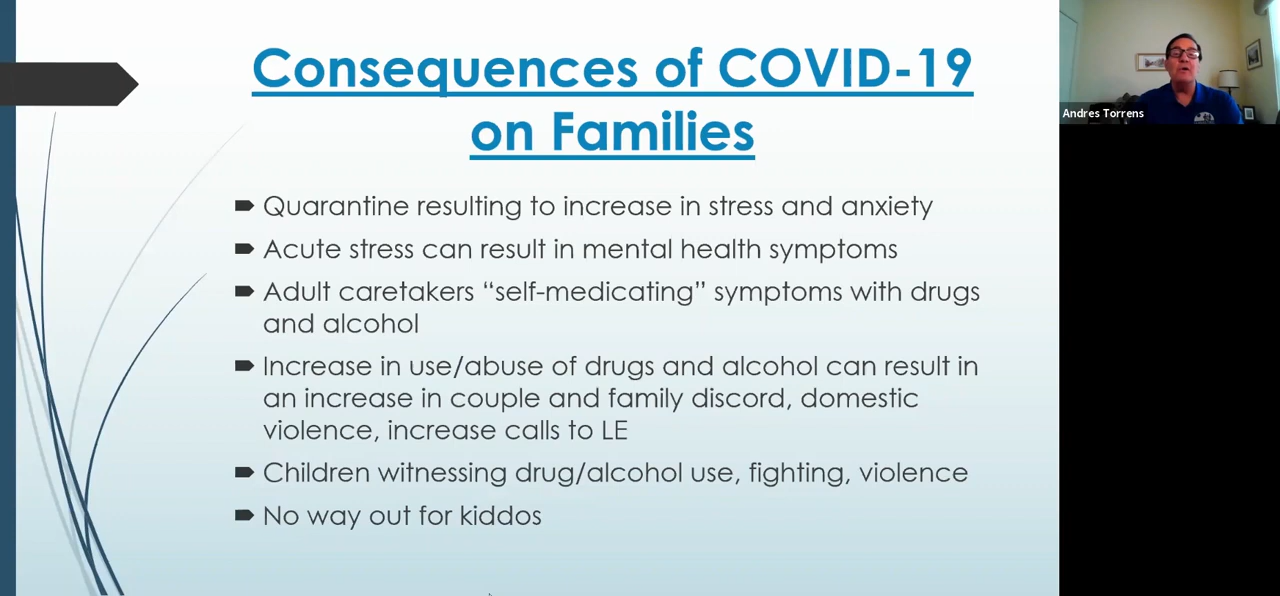 Consequences of COVID-19
on Families
Quarantine resulting to increase in stress and anxiety
Acute stress can result in mental health symptoms
Adult caretakers “self-medicating” symptoms with drugs
and alcohol
Increase in use/abuse of drugs and alcohol can result in
an increase in couple and family discord, domestic
violence, increase calls to LE
Children witnessing drug/alcohol use, fighting, violence
No way out for kiddos
Andres Torrens